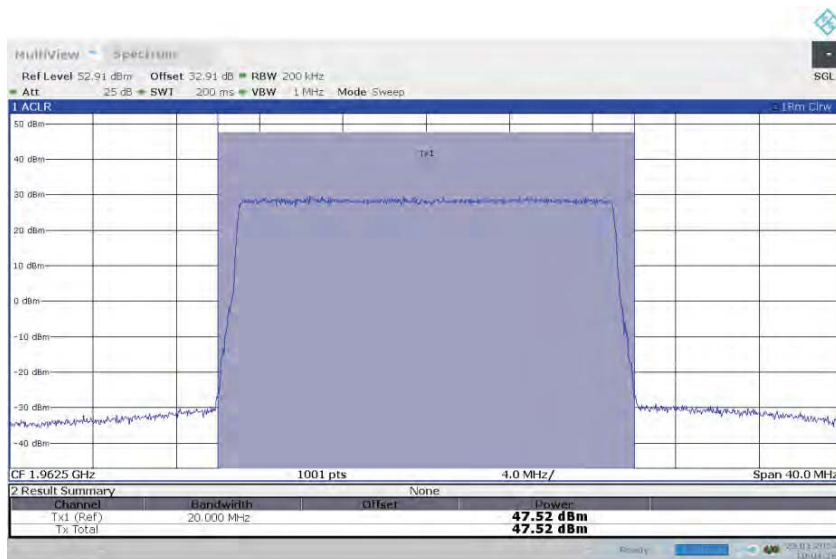 MultiView Spectrum
Ref Level 52.91 dBm Offset 32.91 dB RBW 200 kHz
SGL
Att 25 dB SWT 200 ms VBW 1 MHz Mode Sweep
1 ACLR 1Rm Clrw
50 dBm
Tx1
40 dBm
30 dBm
20 dBm
10 dBm
0 dBm
-10 dBm
-20 dBm
-30 dBm
-40 dBm
CF 1.9625 GHz 1001 pts 4.0 MHz/ Span 40.0 MHz
2 Result Summary None
Channel Bandwidth Offset Power
Tx1 (Ref) 20.000 MHz 47.52 dBm
Tx Total 47.52 dBm
Ready